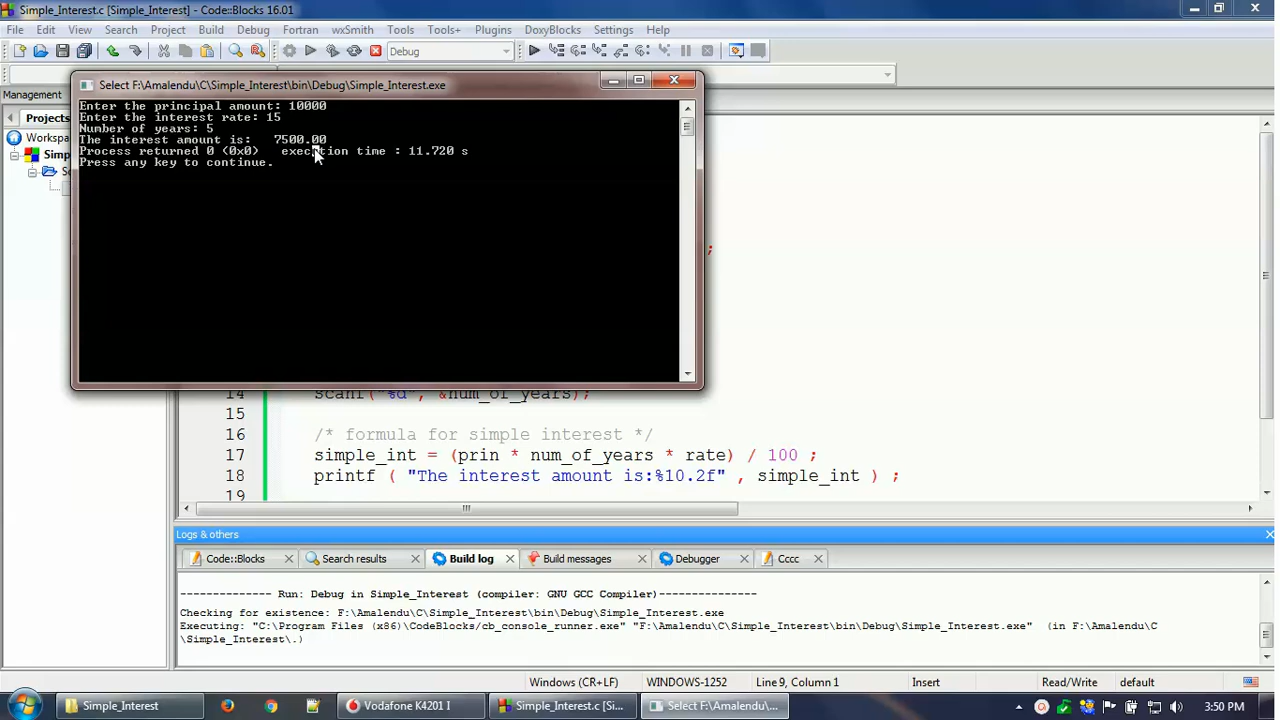 Simple_Interest.c [Simple_Interest] - Code::Blocks 16.01
File Edit View Search Project Build Debug Fortran wxSmith Tools Tools+ Plugins DoxyBlocks Settings Help
Debug
Management
Select F:\Amalendu\C\Simple_Interest\bin\Debug\Simple_Interest.exe
Enter the principal amount: 10000
Enter the interest rate: 15
Number of years: 5
The interest amount is:   7500.00
Process returned 0 (0x0)   execution time : 11.720 s
Press any key to continue.
Projects
Workspa
Simp
So
;
14 scanf("%d", &num_of_years);
15
16 /* formula for simple interest */
17 simple_int = (prin * num_of_years * rate) / 100 ;
18 printf ( "The interest amount is:%10.2f" , simple_int ) ;
19
Logs & others
Code::Blocks Search results Build log Build messages Debugger Cccc
-------------- Run: Debug in Simple_Interest (compiler: GNU GCC Compiler)---------------
Checking for existence: F:\Amalendu\C\Simple_Interest\bin\Debug\Simple_Interest.exe
Executing: "C:\Program Files (x86)\CodeBlocks/cb_console_runner.exe" "F:\Amalendu\C\Simple_Interest\bin\Debug\Simple_Interest.exe"  (in F:\Amalendu\C
\Simple_Interest\.)
Windows (CR+LF) WINDOWS-1252 Line 9, Column 1 Insert Read/Write default
Simple_Interest Vodafone K4201 I Simple_Interest.c [Si... Select F:\Amalendu\... 3:50 PM